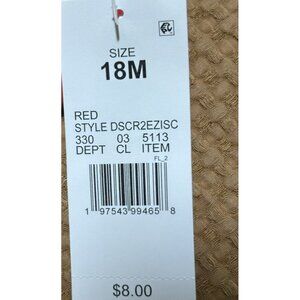 SIZE
18M
RED
STYLE DSCR2EZISC
330 03 5113
DEPT CL ITEM
FL_2
1 97543 99465 8
$8.00